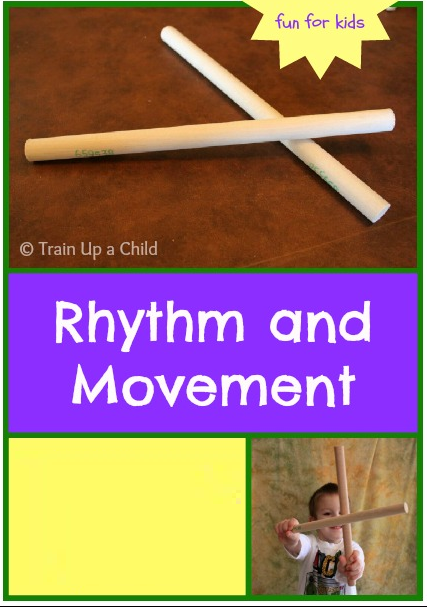 fun for kids
© Train Up a Child
Rhythm and
Movement